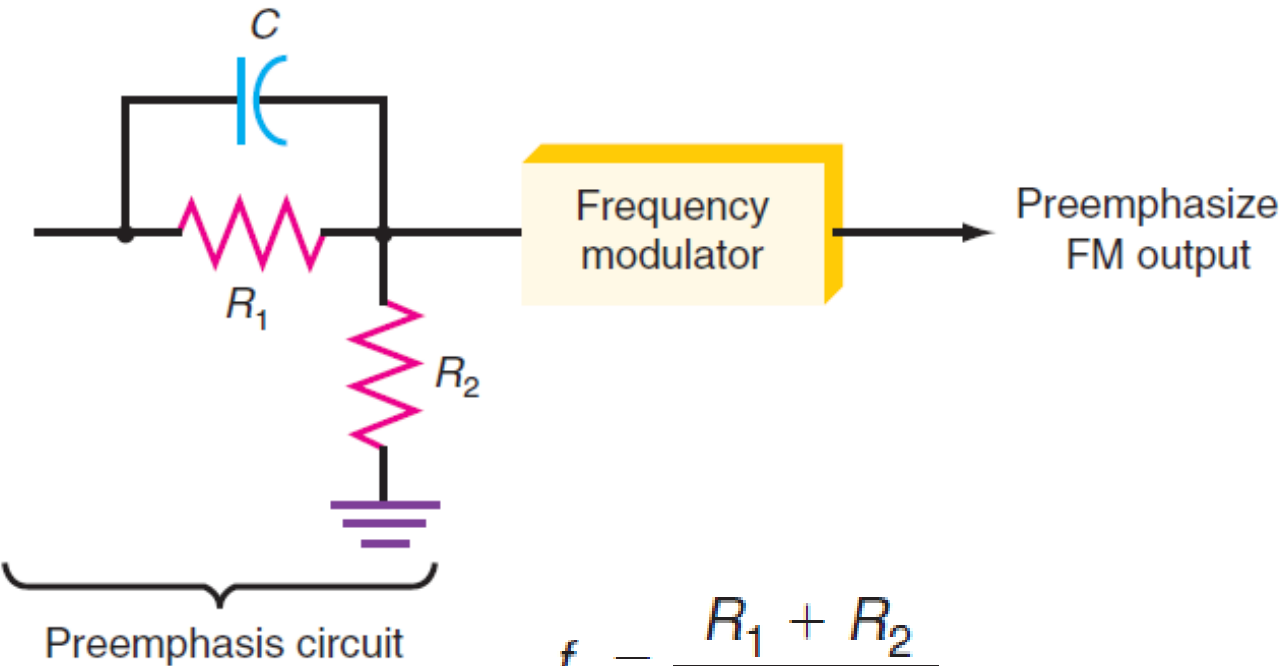 C
R₁
R₂
Frequency
modulator
Preemphasize
FM output
Preemphasis circuit
R₁ + R₂